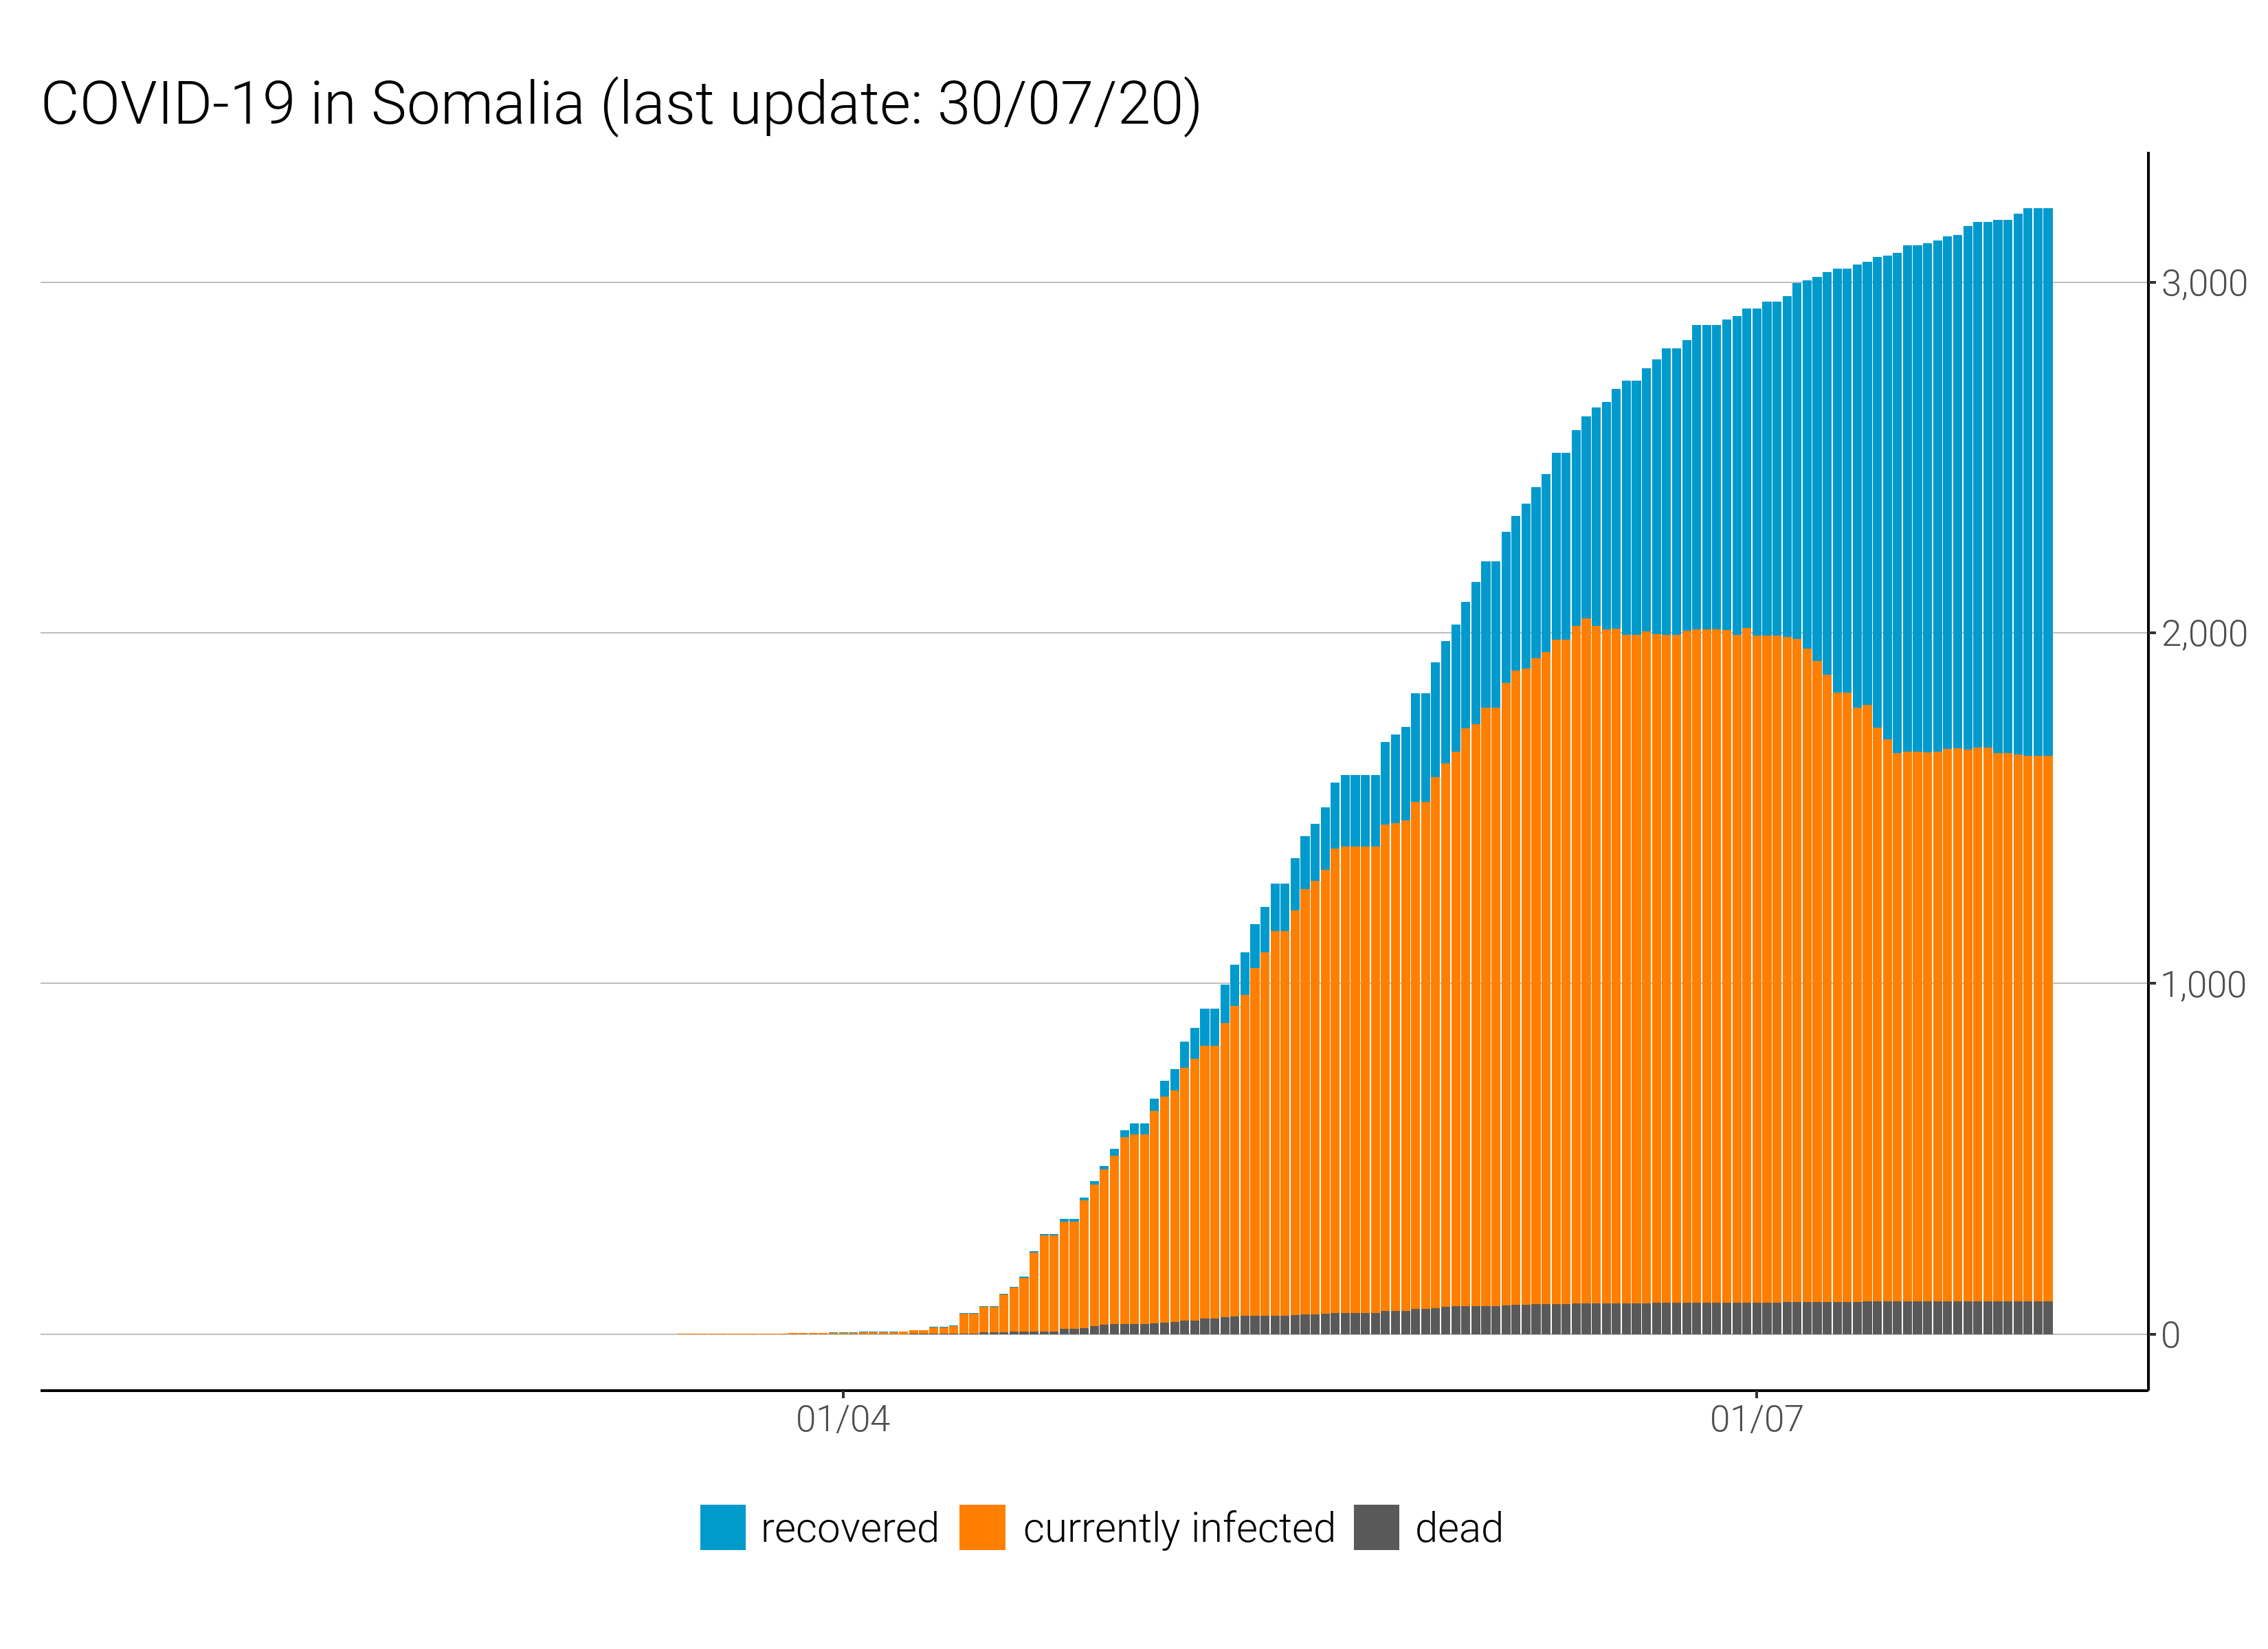 COVID-19 in Somalia (last update: 30/07/20)
3,000
2,000
1,000
0
01/04 01/07
recovered currently infected dead